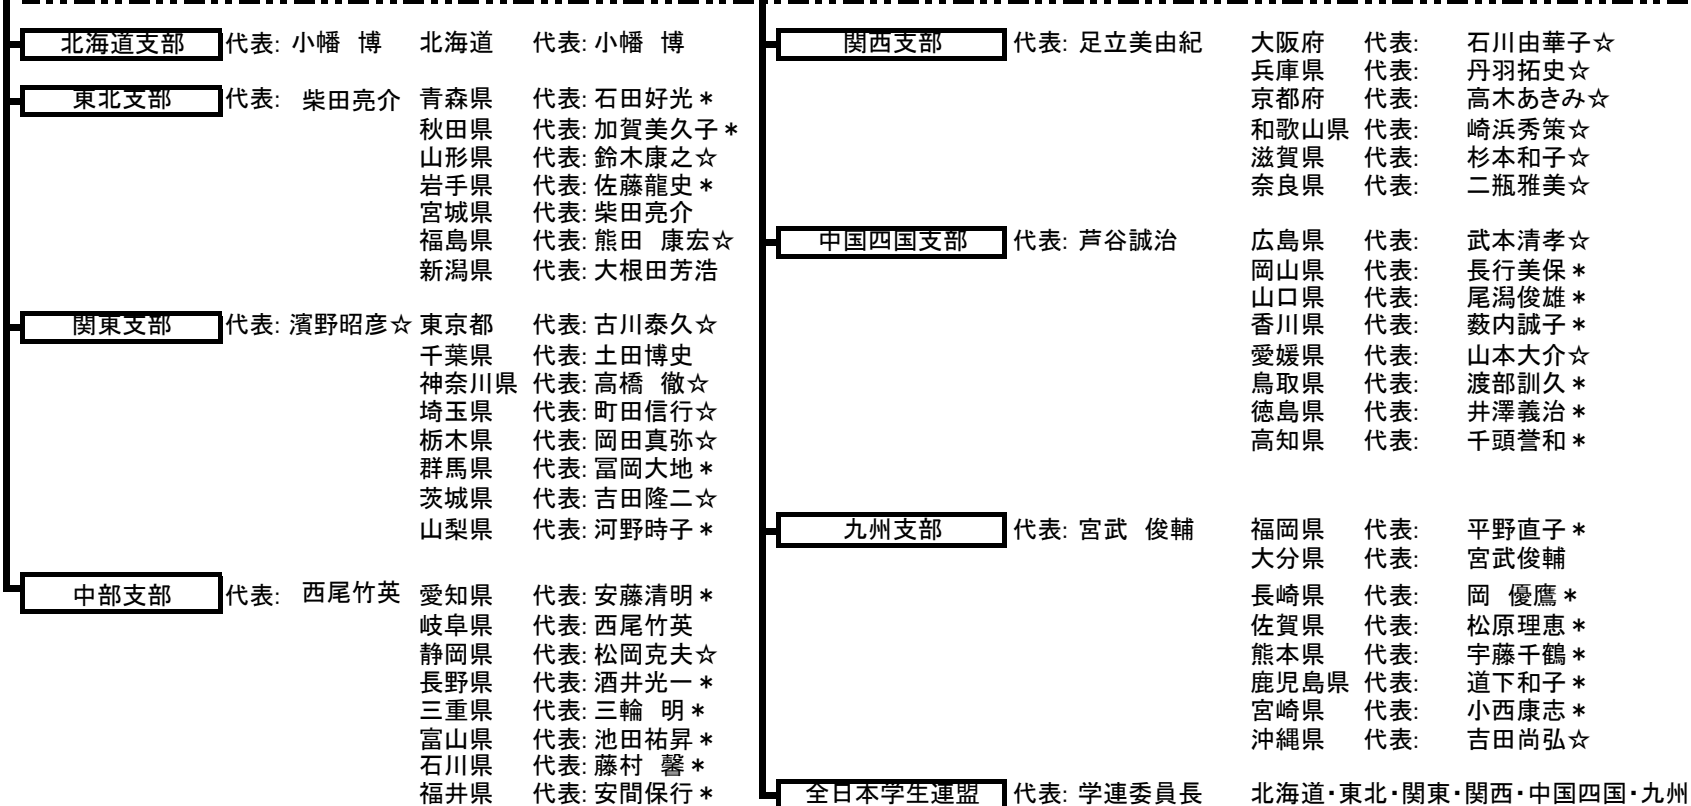 北海道支部 代表: 小幡 博 北海道 代表: 小幡 博
東北支部 代表: 柴田亮介 青森県 代表: 石田好光*
秋田県 代表: 加賀美久子*
山形県 代表: 鈴木康之☆
岩手県 代表: 佐藤龍史*
宮城県 代表: 柴田亮介
福島県 代表: 熊田 康宏☆
新潟県 代表: 大根田芳浩
関東支部 代表: 濱野昭彦☆ 東京都 代表: 古川泰久☆
千葉県 代表: 土田博史
神奈川県 代表: 高橋 徹☆
埼玉県 代表: 町田信行☆
栃木県 代表: 岡田真弥☆
群馬県 代表: 冨岡大地*
茨城県 代表: 吉田隆二☆
山梨県 代表: 河野時子*
中部支部 代表: 西尾竹英 愛知県 代表: 安藤清明*
岐阜県 代表: 西尾竹英
静岡県 代表: 松岡克夫☆
長野県 代表: 酒井光一*
三重県 代表: 三輪 明*
富山県 代表: 池田祐昇*
石川県 代表: 藤村 馨*
福井県 代表: 安間保行*
関西支部 代表: 足立美由紀 大阪府 代表: 石川由華子☆
兵庫県 代表: 丹羽拓史☆
京都府 代表: 高木あきみ☆
和歌山県 代表: 崎浜秀策☆
滋賀県 代表: 杉本和子☆
奈良県 代表: 二瓶雅美☆
中国四国支部 代表: 芦谷誠治 広島県 代表: 武本清孝☆
岡山県 代表: 長行美保*
山口県 代表: 尾潟俊雄*
香川県 代表: 薮内誠子*
愛媛県 代表: 山本大介☆
鳥取県 代表: 渡部訓久*
徳島県 代表: 井澤義治*
高知県 代表: 千頭誉和*
九州支部 代表: 宮武 俊輔 福岡県 代表: 平野直子*
大分県 代表: 宮武俊輔
長崎県 代表: 岡 優鷹*
佐賀県 代表: 松原理恵*
熊本県 代表: 宇藤千鶴*
鹿児島県 代表: 道下和子*
宮崎県 代表: 小西康志*
沖縄県 代表: 吉田尚弘☆
全日本学生連盟 代表: 学連委員長 北海道・東北・関東・関西・中国四国・九州